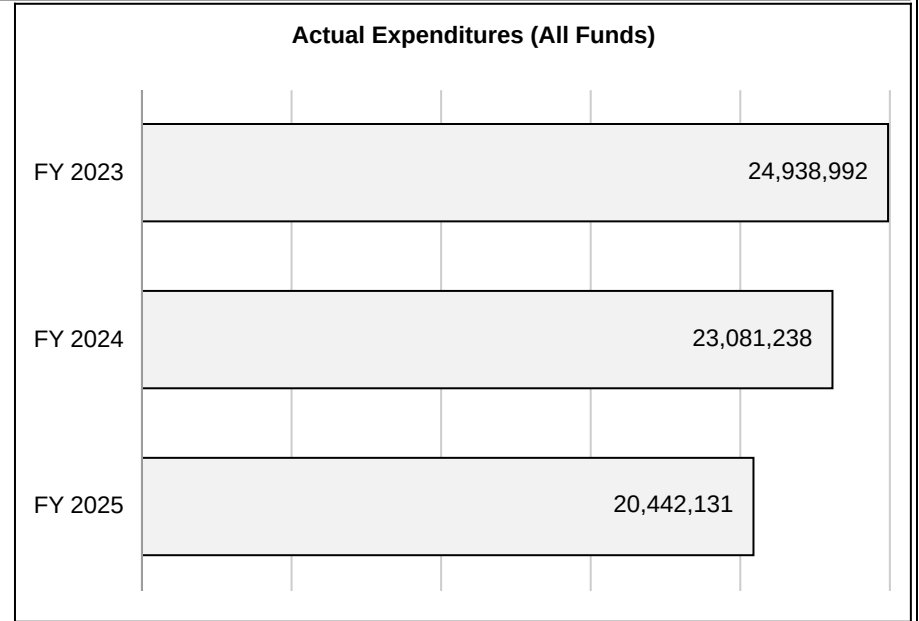 Actual Expenditures (All Funds)
FY 2023 24,938,992
FY 2024 23,081,238
FY 2025 20,442,131